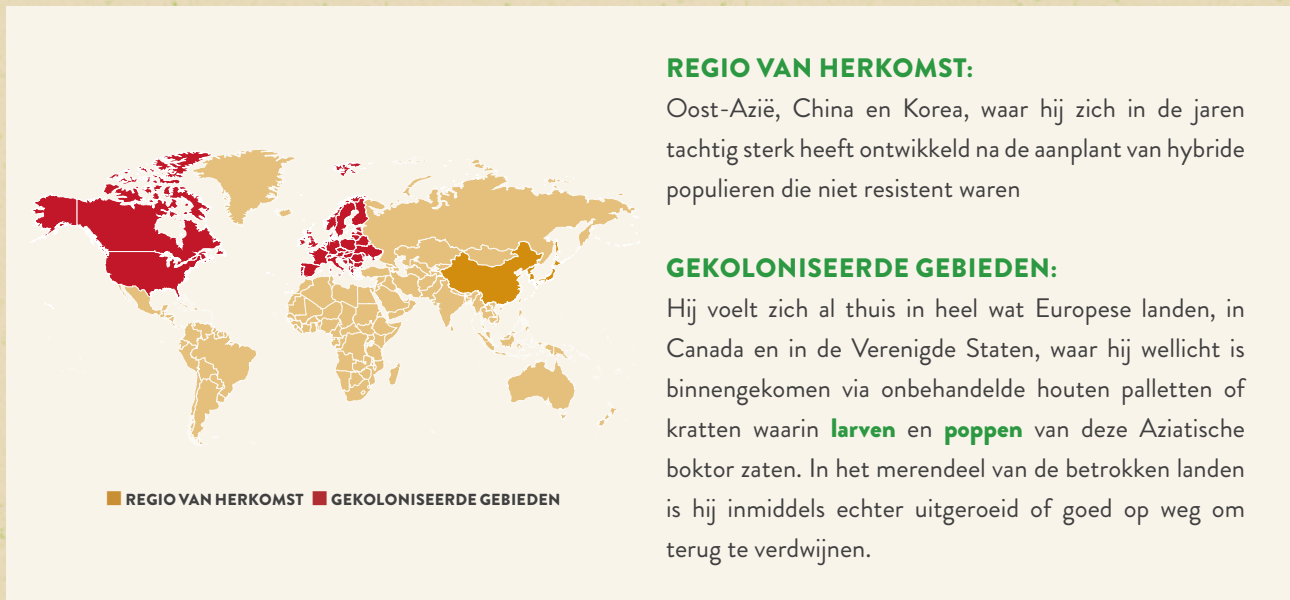 REGIO VAN HERKOMST:
Oost-Azië, China en Korea, waar hij zich in de jaren
tachtig sterk heeft ontwikkeld na de aanplant van hybride
populieren die niet resistent waren
GEKOLONISEERDE GEBIEDEN:
Hij voelt zich al thuis in heel wat Europese landen, in
Canada en in de Verenigde Staten, waar hij wellicht is
binnengekomen via onbehandelde houten palletten of
kratten waarin larven en poppen van deze Aziatische
boktor zaten. In het merendeel van de betrokken landen
is hij inmiddels echter uitgeroeid of goed op weg om
terug te verdwijnen.
REGIO VAN HERKOMST GEKOLONISEERDE GEBIEDEN